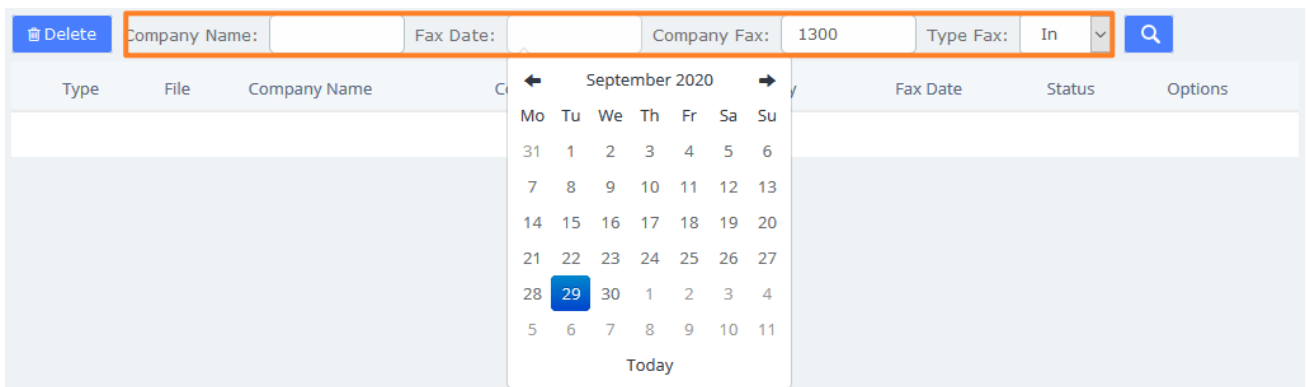 Delete Company Name: Fax Date: Company Fax: 1300 Type Fax: In
Type File Company Name Fax Date Status Options
September 2020
Mo Tu We Th Fr Sa Su
31 1 2 3 4 5 6
7 8 9 10 11 12 13
14 15 16 17 18 19 20
21 22 23 24 25 26 27
28 29 30 1 2 3 4
5 6 7 8 9 10 11
Today